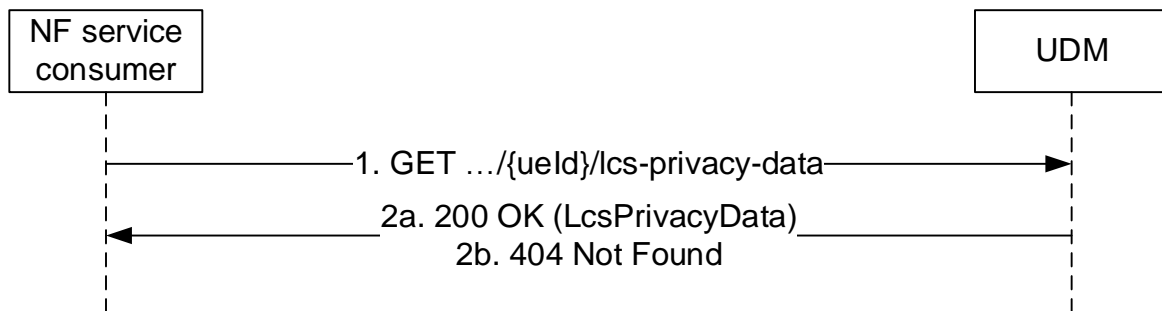 NF service
consumer
UDM
1. GET …/{ueId}/lcs-privacy-data
2a. 200 OK (LcsPrivacyData)
2b. 404 Not Found